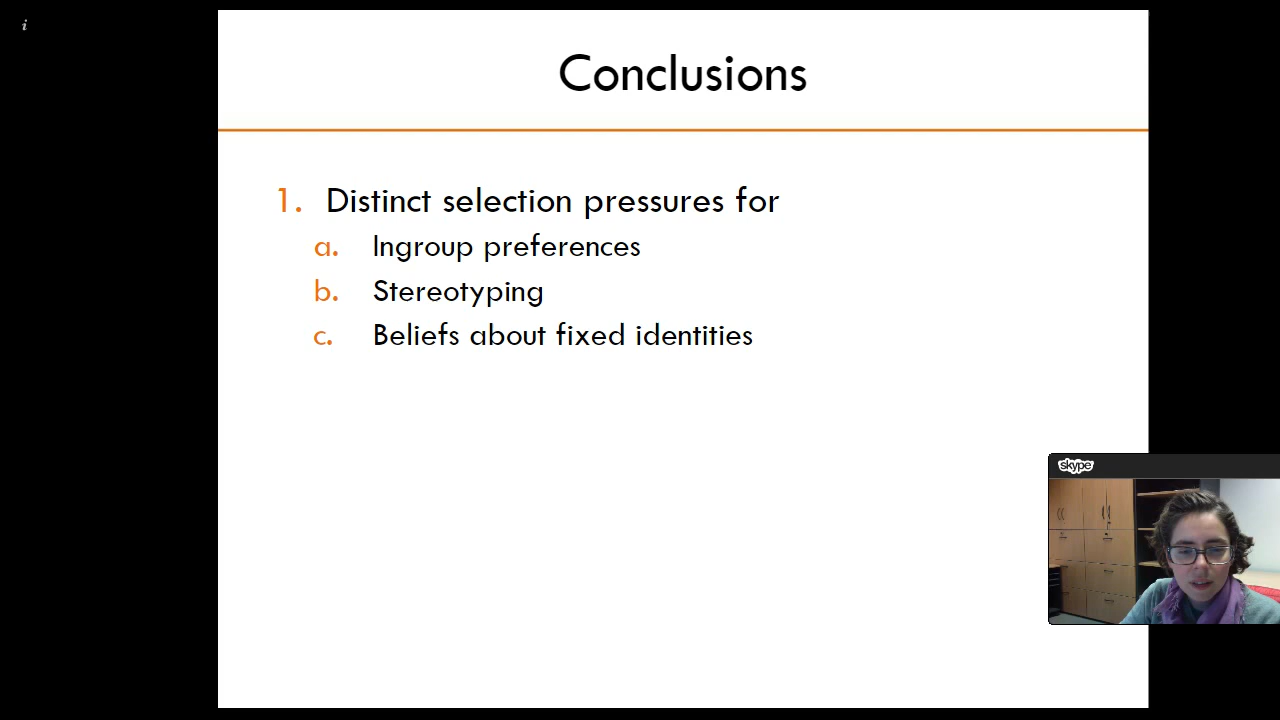 i
Conclusions
1. Distinct selection pressures for
a. Ingroup preferences
b. Stereotyping
c. Beliefs about fixed identities
skype